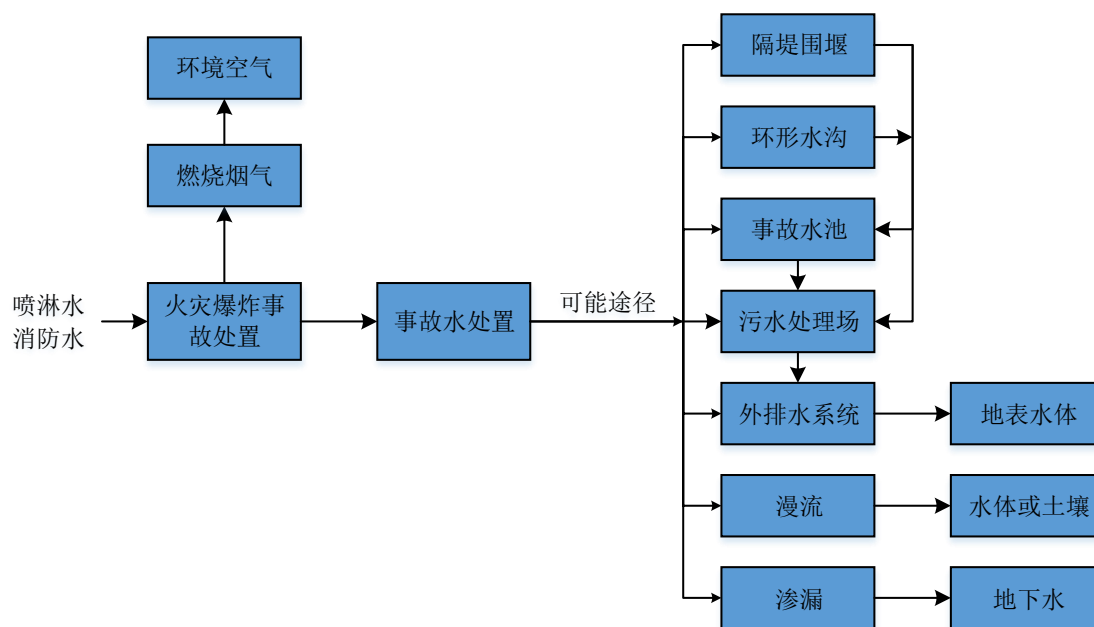 隔堤围堰
环境空气
环形水沟
燃烧烟气
事故水池
喷淋水
消防水
火灾爆炸事
故处置
事故水处置
可能途径
污水处理场
外排水系统
地表水体
漫流
水体或土壤
渗漏
地下水